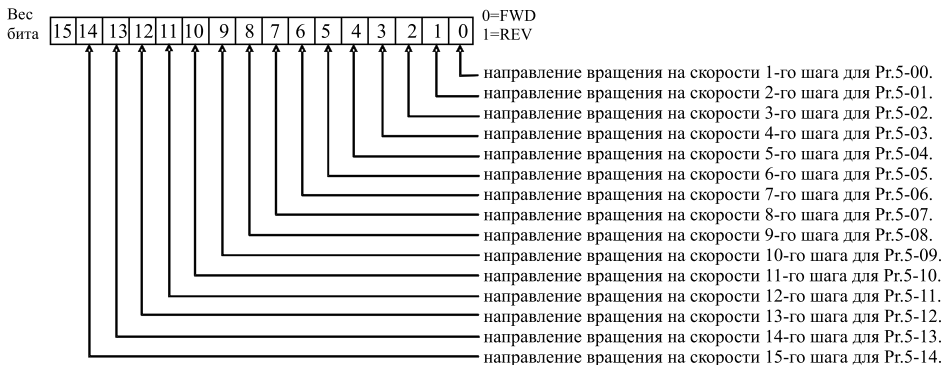 Вес
бита
15 14 13 12 11 10 9 8 7 6 5 4 3 2 1 0
0=FWD
1=REV
направление вращения на скорости 1-го шага для Pr.5-00.
направление вращения на скорости 2-го шага для Pr.5-01.
направление вращения на скорости 3-го шага для Pr.5-02.
направление вращения на скорости 4-го шага для Pr.5-03.
направление вращения на скорости 5-го шага для Pr.5-04.
направление вращения на скорости 6-го шага для Pr.5-05.
направление вращения на скорости 7-го шага для Pr.5-06.
направление вращения на скорости 8-го шага для Pr.5-07.
направление вращения на скорости 9-го шага для Pr.5-08.
направление вращения на скорости 10-го шага для Pr.5-09.
направление вращения на скорости 11-го шага для Pr.5-10.
направление вращения на скорости 12-го шага для Pr.5-11.
направление вращения на скорости 13-го шага для Pr.5-12.
направление вращения на скорости 14-го шага для Pr.5-13.
направление вращения на скорости 15-го шага для Pr.5-14.